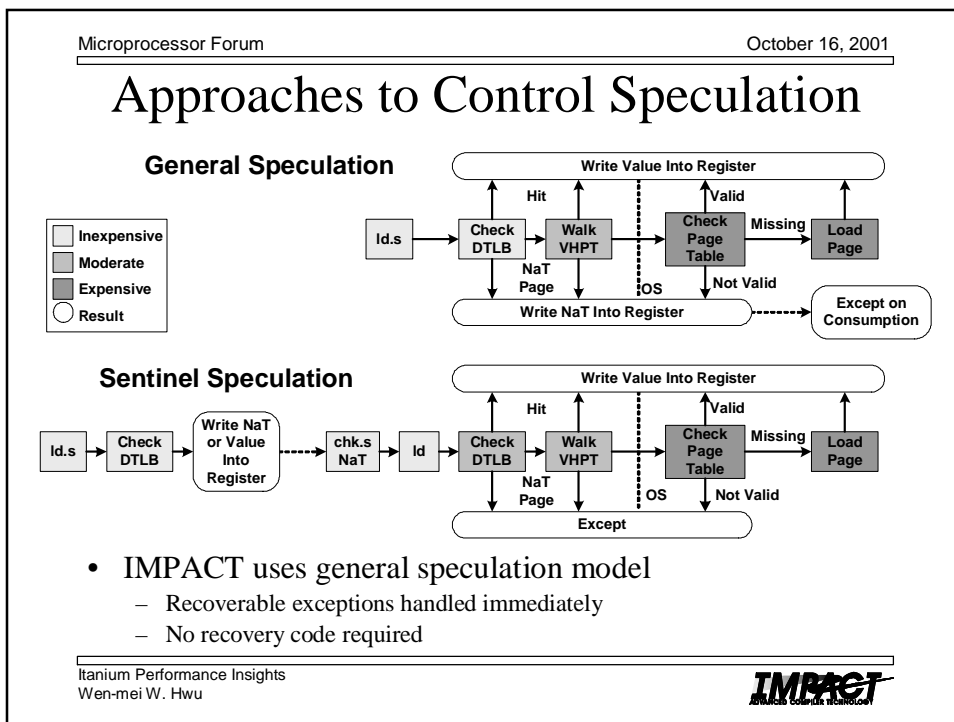 Microprocessor Forum October 16, 2001
Approaches to Control Speculation
General Speculation
Inexpensive
Moderate
Expensive
Result
Write Value Into Register
Hit
Valid
ld.s
Check
DTLB
Walk
VHPT
Check
Page
Table
Missing
Load
Page
NaT
Page
OS
Not Valid
Write NaT Into Register
Except on
Consumption
Sentinel Speculation
Write Value Into Register
Hit
Valid
ld.s
Check
DTLB
Write NaT
or Value
Into
Register
chk.s
NaT
ld
Check
DTLB
Walk
VHPT
Check
Page
Table
Missing
Load
Page
NaT
Page
OS
Not Valid
Except
• IMPACT uses general speculation model
– Recoverable exceptions handled immediately
– No recovery code required
Itanium Performance Insights
Wen-mei W. Hwu
IMPACT
ADVANCED COMPILER TECHNOLOGY